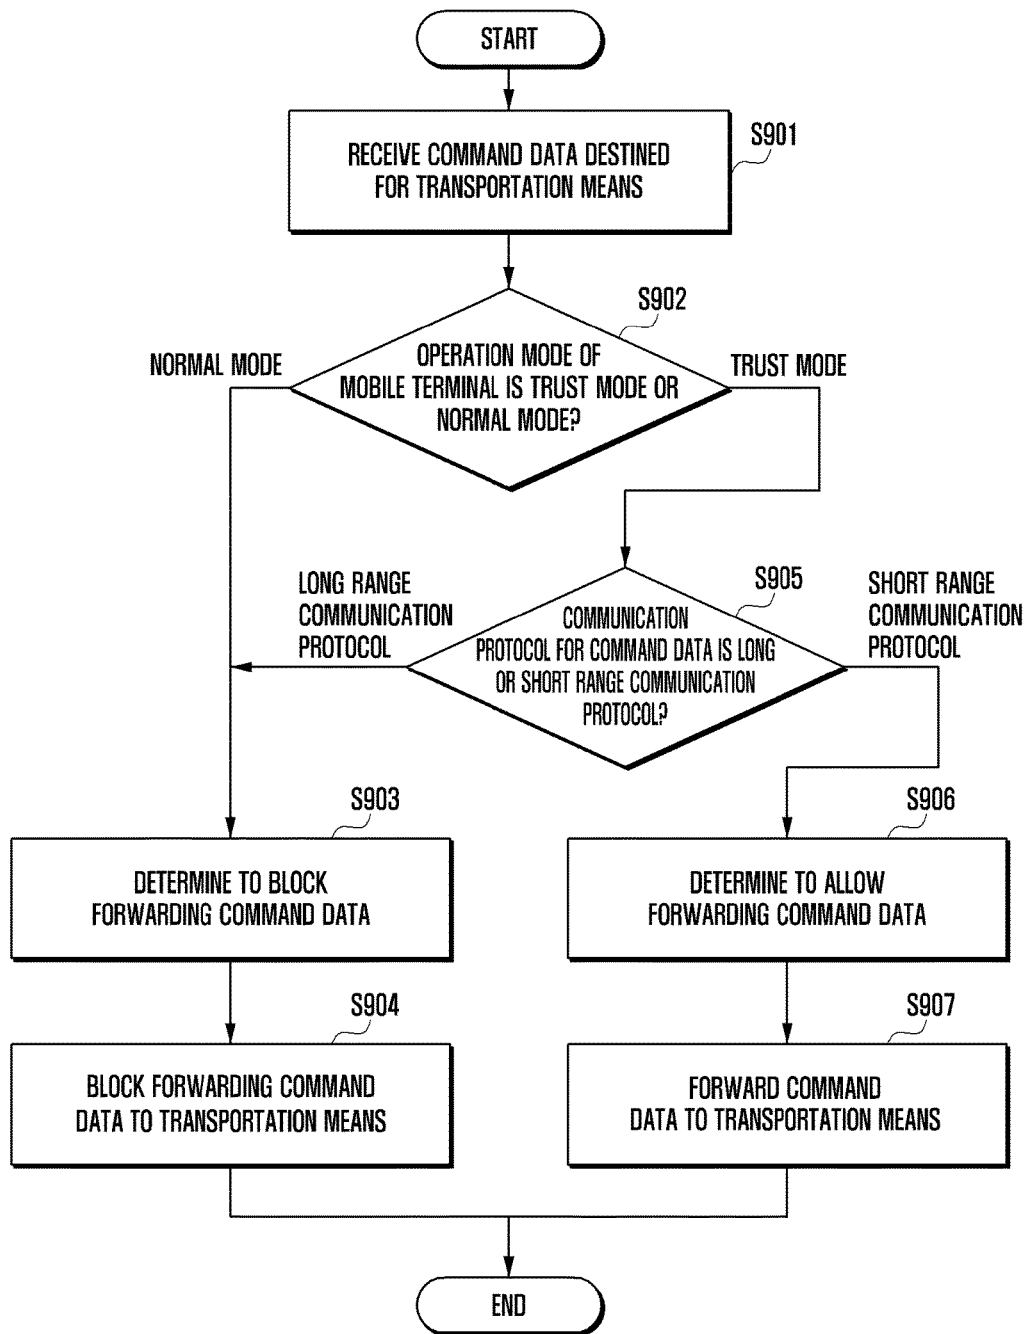 START
S901
RECEIVE COMMAND DATA DESTINED
FOR TRANSPORTATION MEANS
S902
NORMAL MODE
OPERATION MODE OF
MOBILE TERMINAL IS TRUST MODE OR
NORMAL MODE?
TRUST MODE
LONG RANGE
COMMUNICATION
PROTOCOL
S905
COMMUNICATION
PROTOCOL FOR COMMAND DATA IS LONG
OR SHORT RANGE COMMUNICATION
PROTOCOL?
SHORT RANGE
COMMUNICATION
PROTOCOL
S903
DETERMINE TO BLOCK
FORWARDING COMMAND DATA
S906
DETERMINE TO ALLOW
FORWARDING COMMAND DATA
S904
BLOCK FORWARDING COMMAND
DATA TO TRANSPORTATION MEANS
S907
FORWARD COMMAND
DATA TO TRANSPORTATION MEANS
END